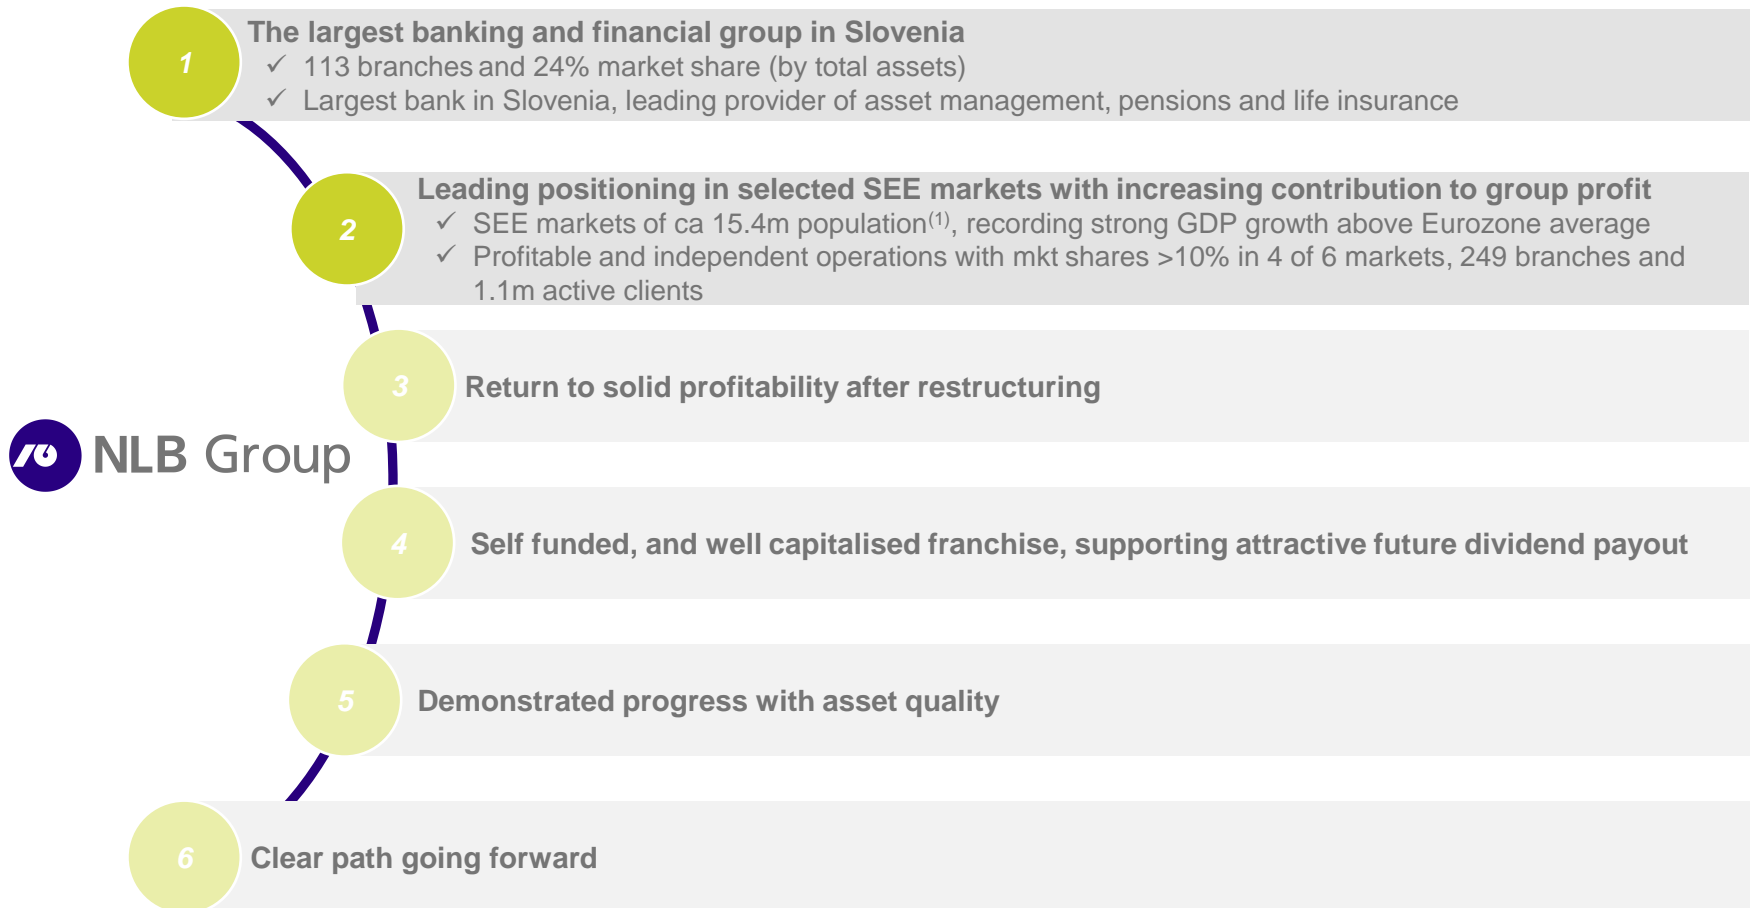 1
The largest banking and financial group in Slovenia
✓ 113 branches and 24% market share (by total assets)
✓ Largest bank in Slovenia, leading provider of asset management, pensions and life insurance
2
Leading positioning in selected SEE markets with increasing contribution to group profit
✓ SEE markets of ca 15.4m population(1), recording strong GDP growth above Eurozone average
✓ Profitable and independent operations with mkt shares >10% in 4 of 6 markets, 249 branches and
1.1m active clients
3
Return to solid profitability after restructuring
NLB Group
4
Self funded, and well capitalised franchise, supporting attractive future dividend payout
5
Demonstrated progress with asset quality
6
Clear path going forward